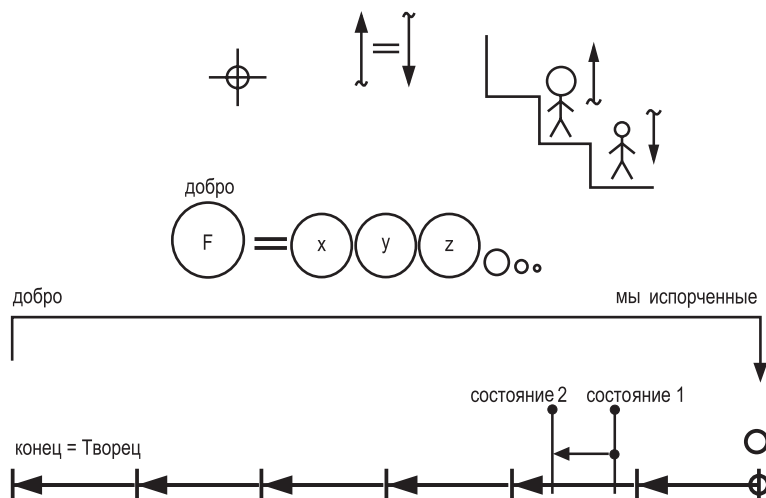 добро
F = x y z
добро
мы испорченные
состояние 2
состояние 1
конец = Творец